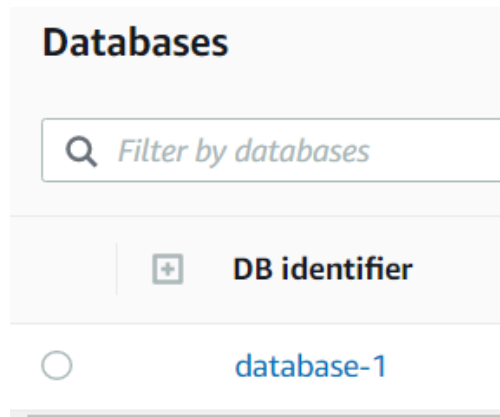 Databases
Filter by databases
DB identifier
database-1